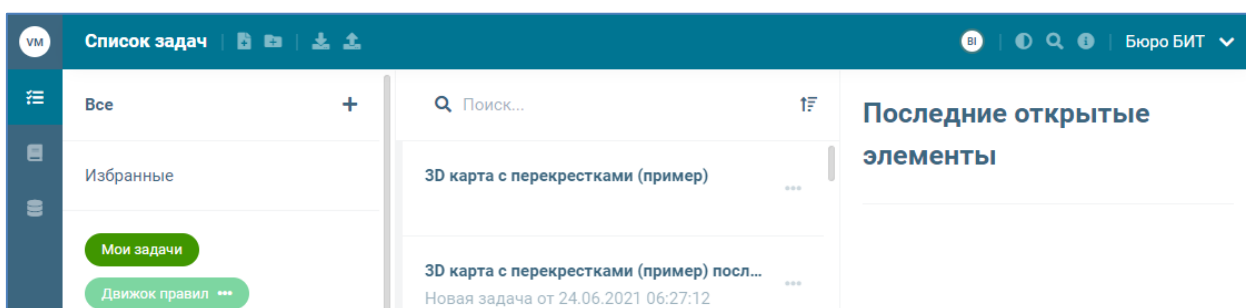 VM
Список задач
BI
Бюро БИТ
Все
+
Поиск...
Последние открытые
элементы
Избранные
3D карта с перекрестками (пример)
Мои задачи
Движок правил •••
3D карта с перекрестками (пример) посл...
Новая задача от 24.06.2021 06:27:12